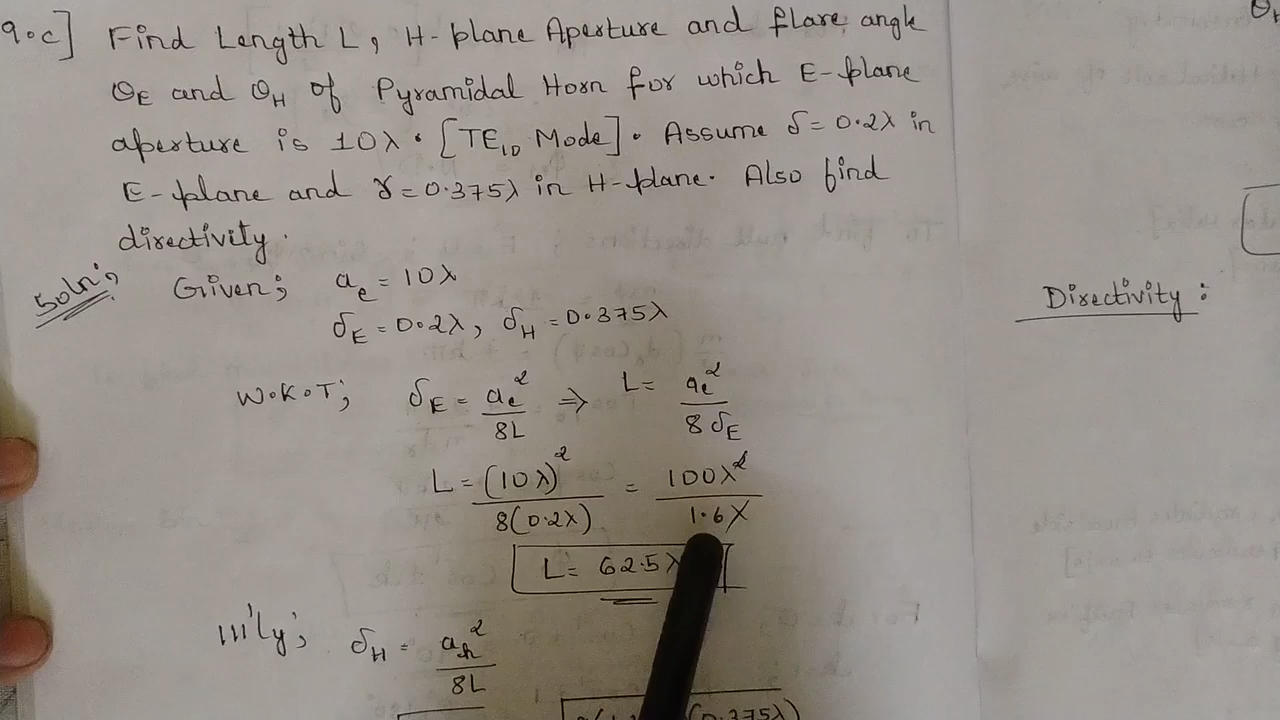 9.c] Find Length L, H-plane Aperture and flare angle
θE and θH of Pyramidal Horn for which E-plane
aperture is 10λ. [TE10 Mode]. Assume δ = 0.2λ in
E-plane and γ = 0.375λ in H-plane. Also find
directivity.
Soln:; Given; ae = 10λ
δE = 0.2λ, δH = 0.375λ
W.K.T; δE = ae²/8L ⇒ L = ae²/8δE
L = (10λ)²/8(0.2λ) = 100λ²/1.6λ
L = 62.5λ
lll'ly; δH = ah²/8L
(0.375λ)
Directivity: